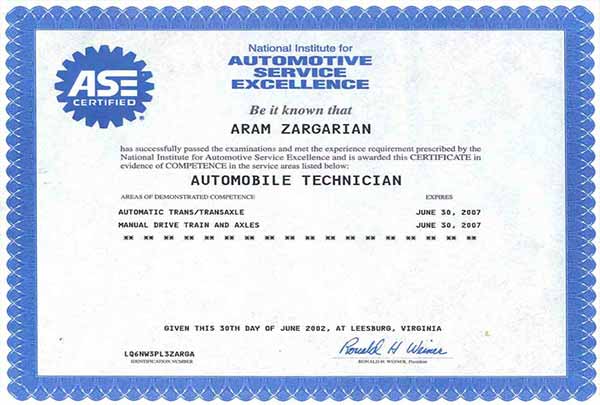 ASE
CERTIFIED
®
National Institute for
AUTOMOTIVE
SERVICE
EXCELLENCE
Be it known that
ARAM ZARGARIAN
has successfully passed the examinations and met the experience requirement prescribed by the
National Institute for Automotive Service Excellence and is awarded this CERTIFICATE in
evidence of COMPETENCE in the service areas listed below:
AUTOMOBILE TECHNICIAN
AREAS OF DEMONSTRATED COMPETENCE EXPIRES
AUTOMATIC TRANS/TRANSAXLE JUNE 30, 2007
MANUAL DRIVE TRAIN AND AXLES JUNE 30, 2007
** ** ** ** ** ** ** ** ** ** ** ** ** ** ** ** ** **
GIVEN THIS 30TH DAY OF JUNE 2002, AT LEESBURG, VIRGINIA
Ronald H Weiner
LQ6NW3PL3ZARGA
IDENTIFICATION NUMBER RONALD H. WEINER, President